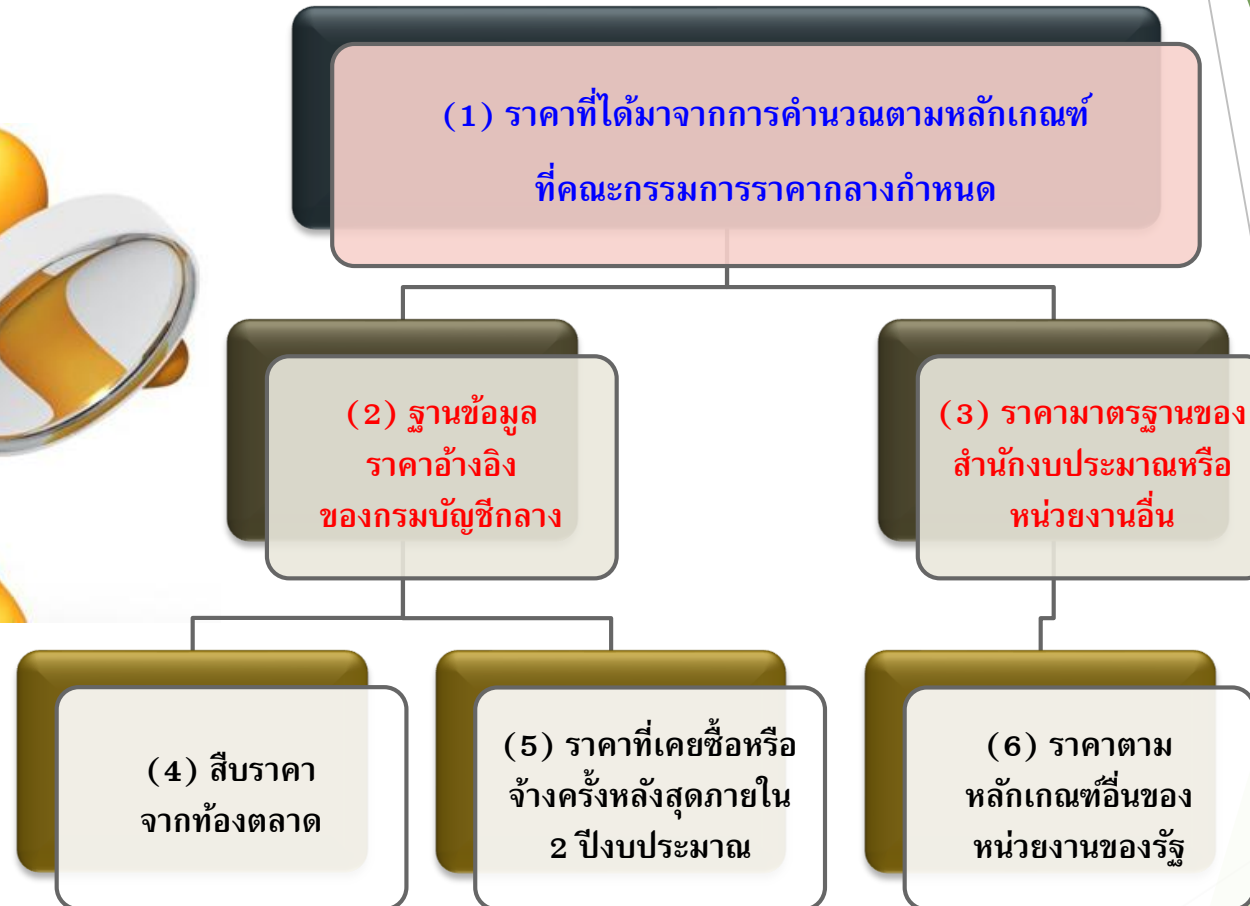 (1) ราคาที่ได้มาจากการคำนวณตามหลักเกณฑ์
ที่คณะกรรมการราคากลางกำหนด
(2) ฐานข้อมูล
ราคาอ้างอิง
ของกรมบัญชีกลาง
(3) ราคามาตรฐานของ
สำนักงบประมาณหรือ
หน่วยงานอื่น
(4) สืบราคา
จากท้องตลาด
(5) ราคาที่เคยซื้อหรือ
จ้างครั้งหลังสุดภายใน
2 ปีงบประมาณ
(6) ราคาตาม
หลักเกณฑ์อื่นของ
หน่วยงานของรัฐ